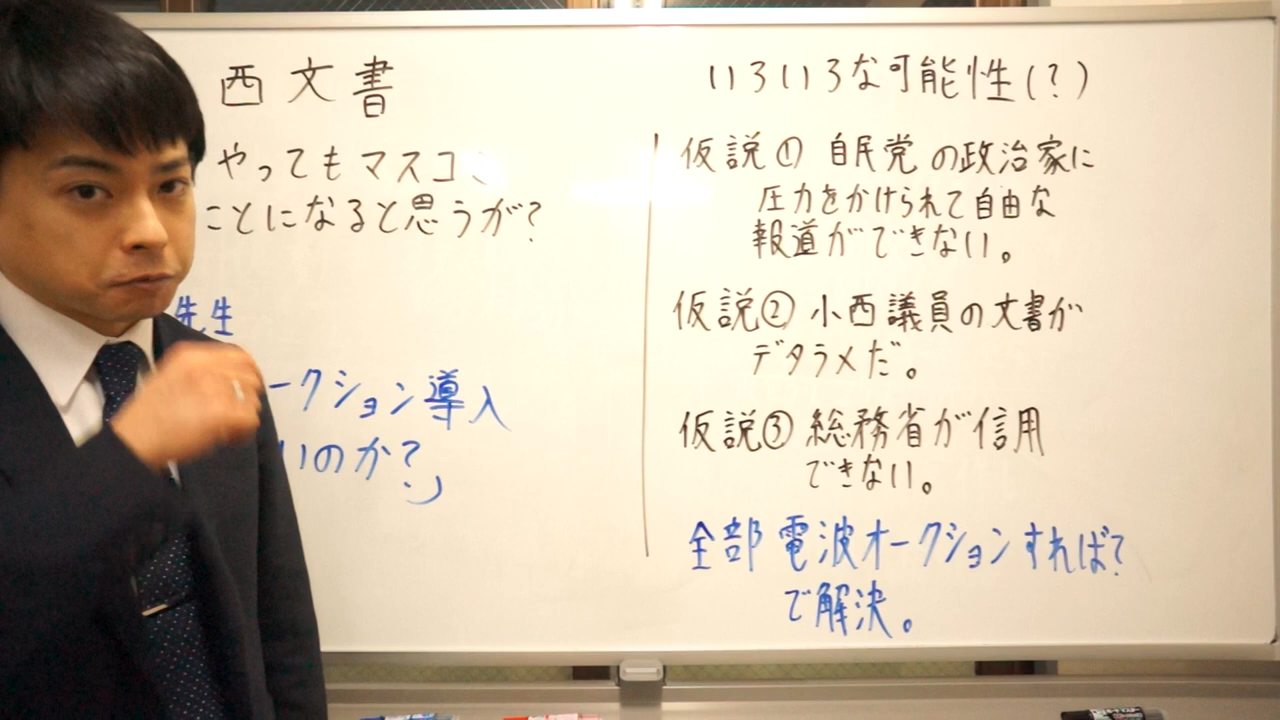 西文書
やってもマスコ
ことになると思うが?
先生
ークション導入
いのか?」
いろいろな可能性(?)
仮説① 自民党の政治家に
圧力をかけられて自由な
報道ができない。
仮説② 小西議員の文書が
デタラメだ。
仮説③ 総務省が信用
できない。
全部電波オークションすれば?
で解決。